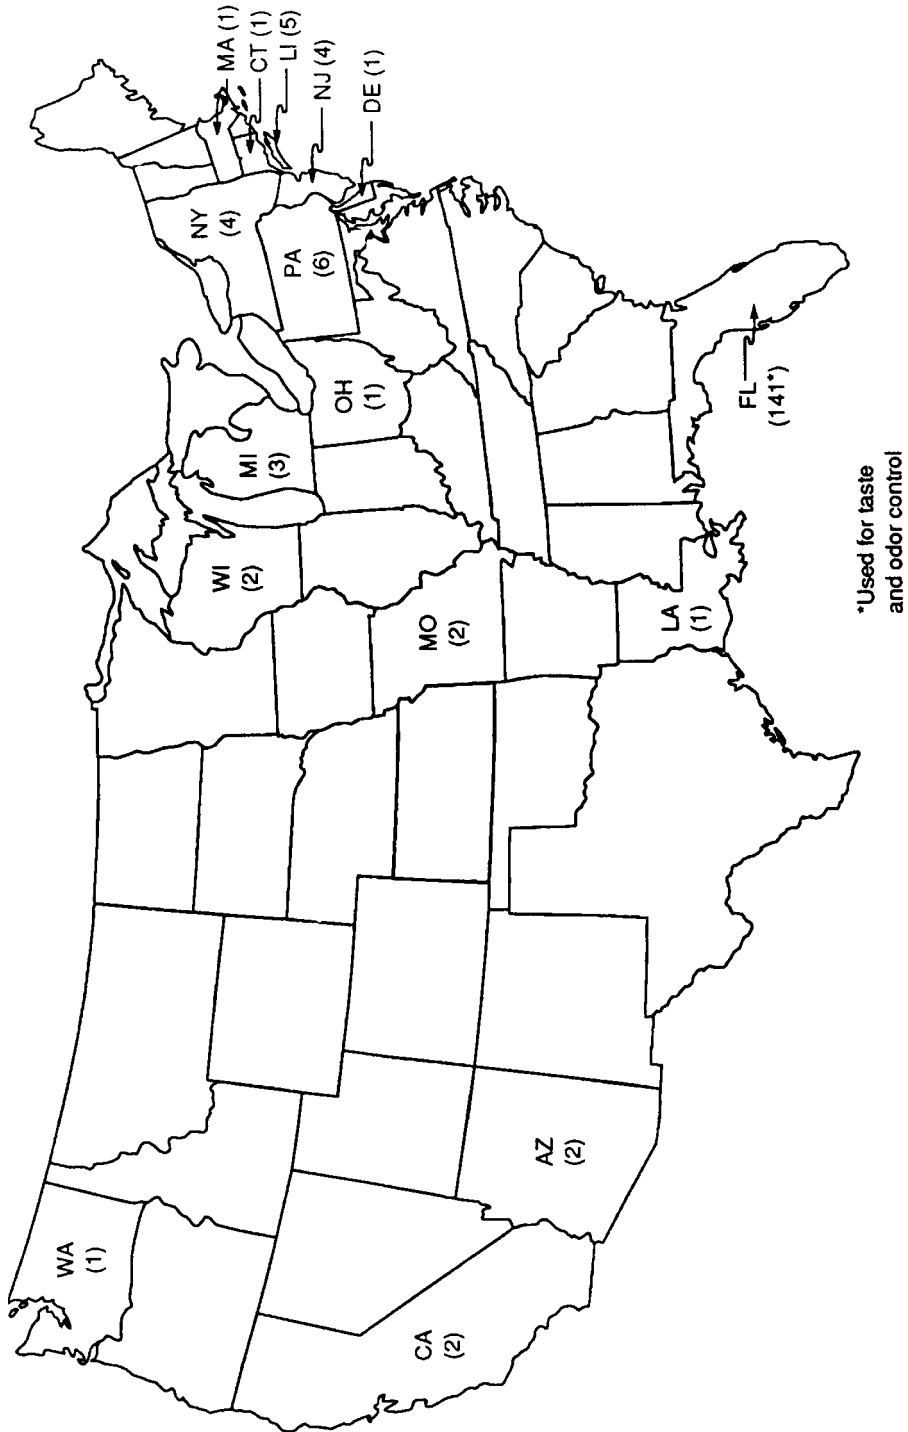 WA
(1)
CA
(2)
AZ
(2)
MO
(2)
LA
(1)
WI
(2)
MI
(3)
OH
(1)
PA
(6)
NY
(4)
MA (1)
CT (1)
LI (5)
NJ (4)
DE (1)
FL
(141*)
*Used for taste
and odor control